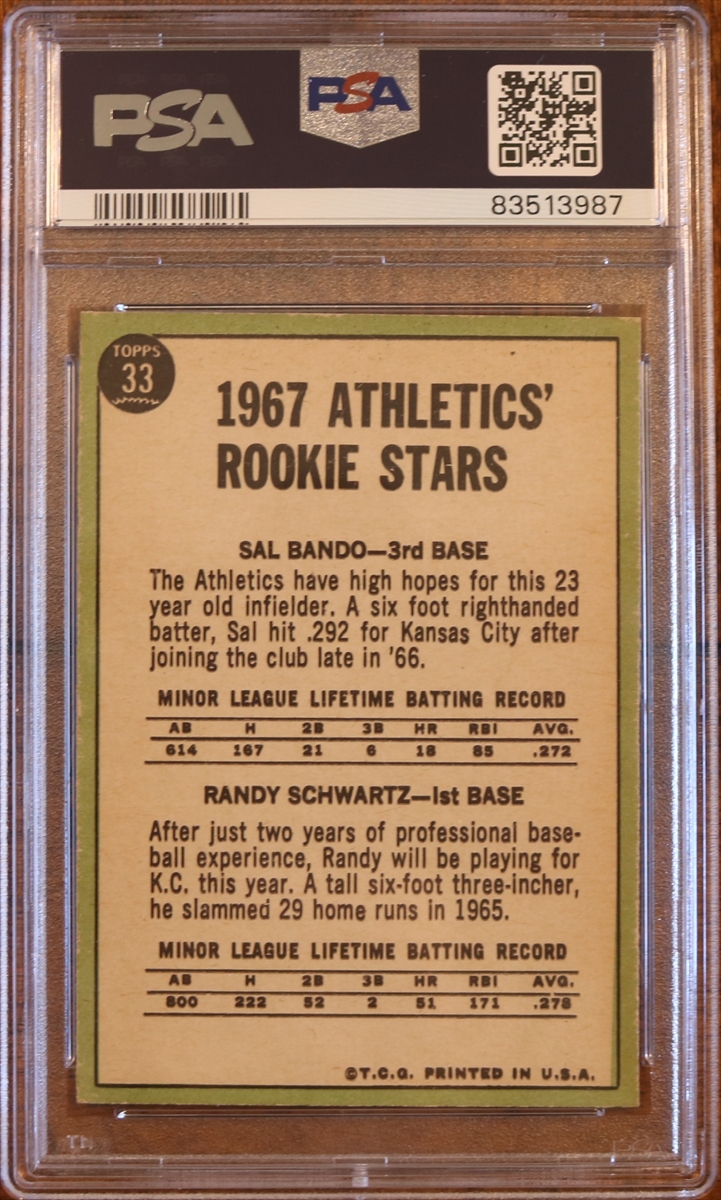 PSA
PSA
83513987
TOPPS
33
1967 ATHLETICS'
ROOKIE STARS
SAL BANDO—3rd BASE
The Athletics have high hopes for this 23
year old infielder. A six foot righthanded
batter, Sal hit .292 for Kansas City after
joining the club late in '66.
MINOR LEAGUE LIFETIME BATTING RECORD
AB H 2B 3B HR RBI AVG.
614 167 21 6 18 85 .272
RANDY SCHWARTZ—1st BASE
After just two years of professional base-
ball experience, Randy will be playing for
K.C. this year. A tall six-foot three-incher,
he slammed 29 home runs in 1965.
MINOR LEAGUE LIFETIME BATTING RECORD
AB H 2B 3B HR RBI AVG.
800 222 52 2 51 171 .278
©T.C.G. PRINTED IN U.S.A.